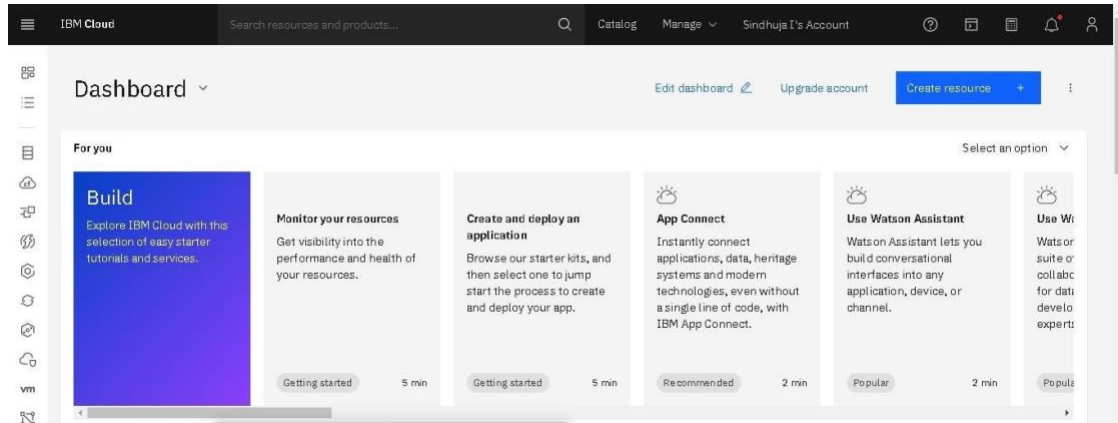 IBM Cloud
Search resources and products...
Catalog
Manage
Sindhuja I's Account
Dashboard
Edit dashboard
Upgrade account
Create resource +
For you
Select an option
Build
Explore IBM Cloud with this
selection of easy starter
tutorials and services.
Monitor your resources
Get visibility into the
performance and health of
your resources.
Getting started
5 min
Create and deploy an
application
Browse our starter kits, and
then select one to jump
start the process to create
and deploy your app.
Getting started
5 min
App Connect
Instantly connect
applications, data, heritage
systems and modern
technologies, even without
a single line of code, with
IBM App Connect.
Recommended
2 min
Use Watson Assistant
Watson Assistant lets you
build conversational
interfaces into any
application, device, or
channel.
Popular
2 min
Use
suite
for
vm